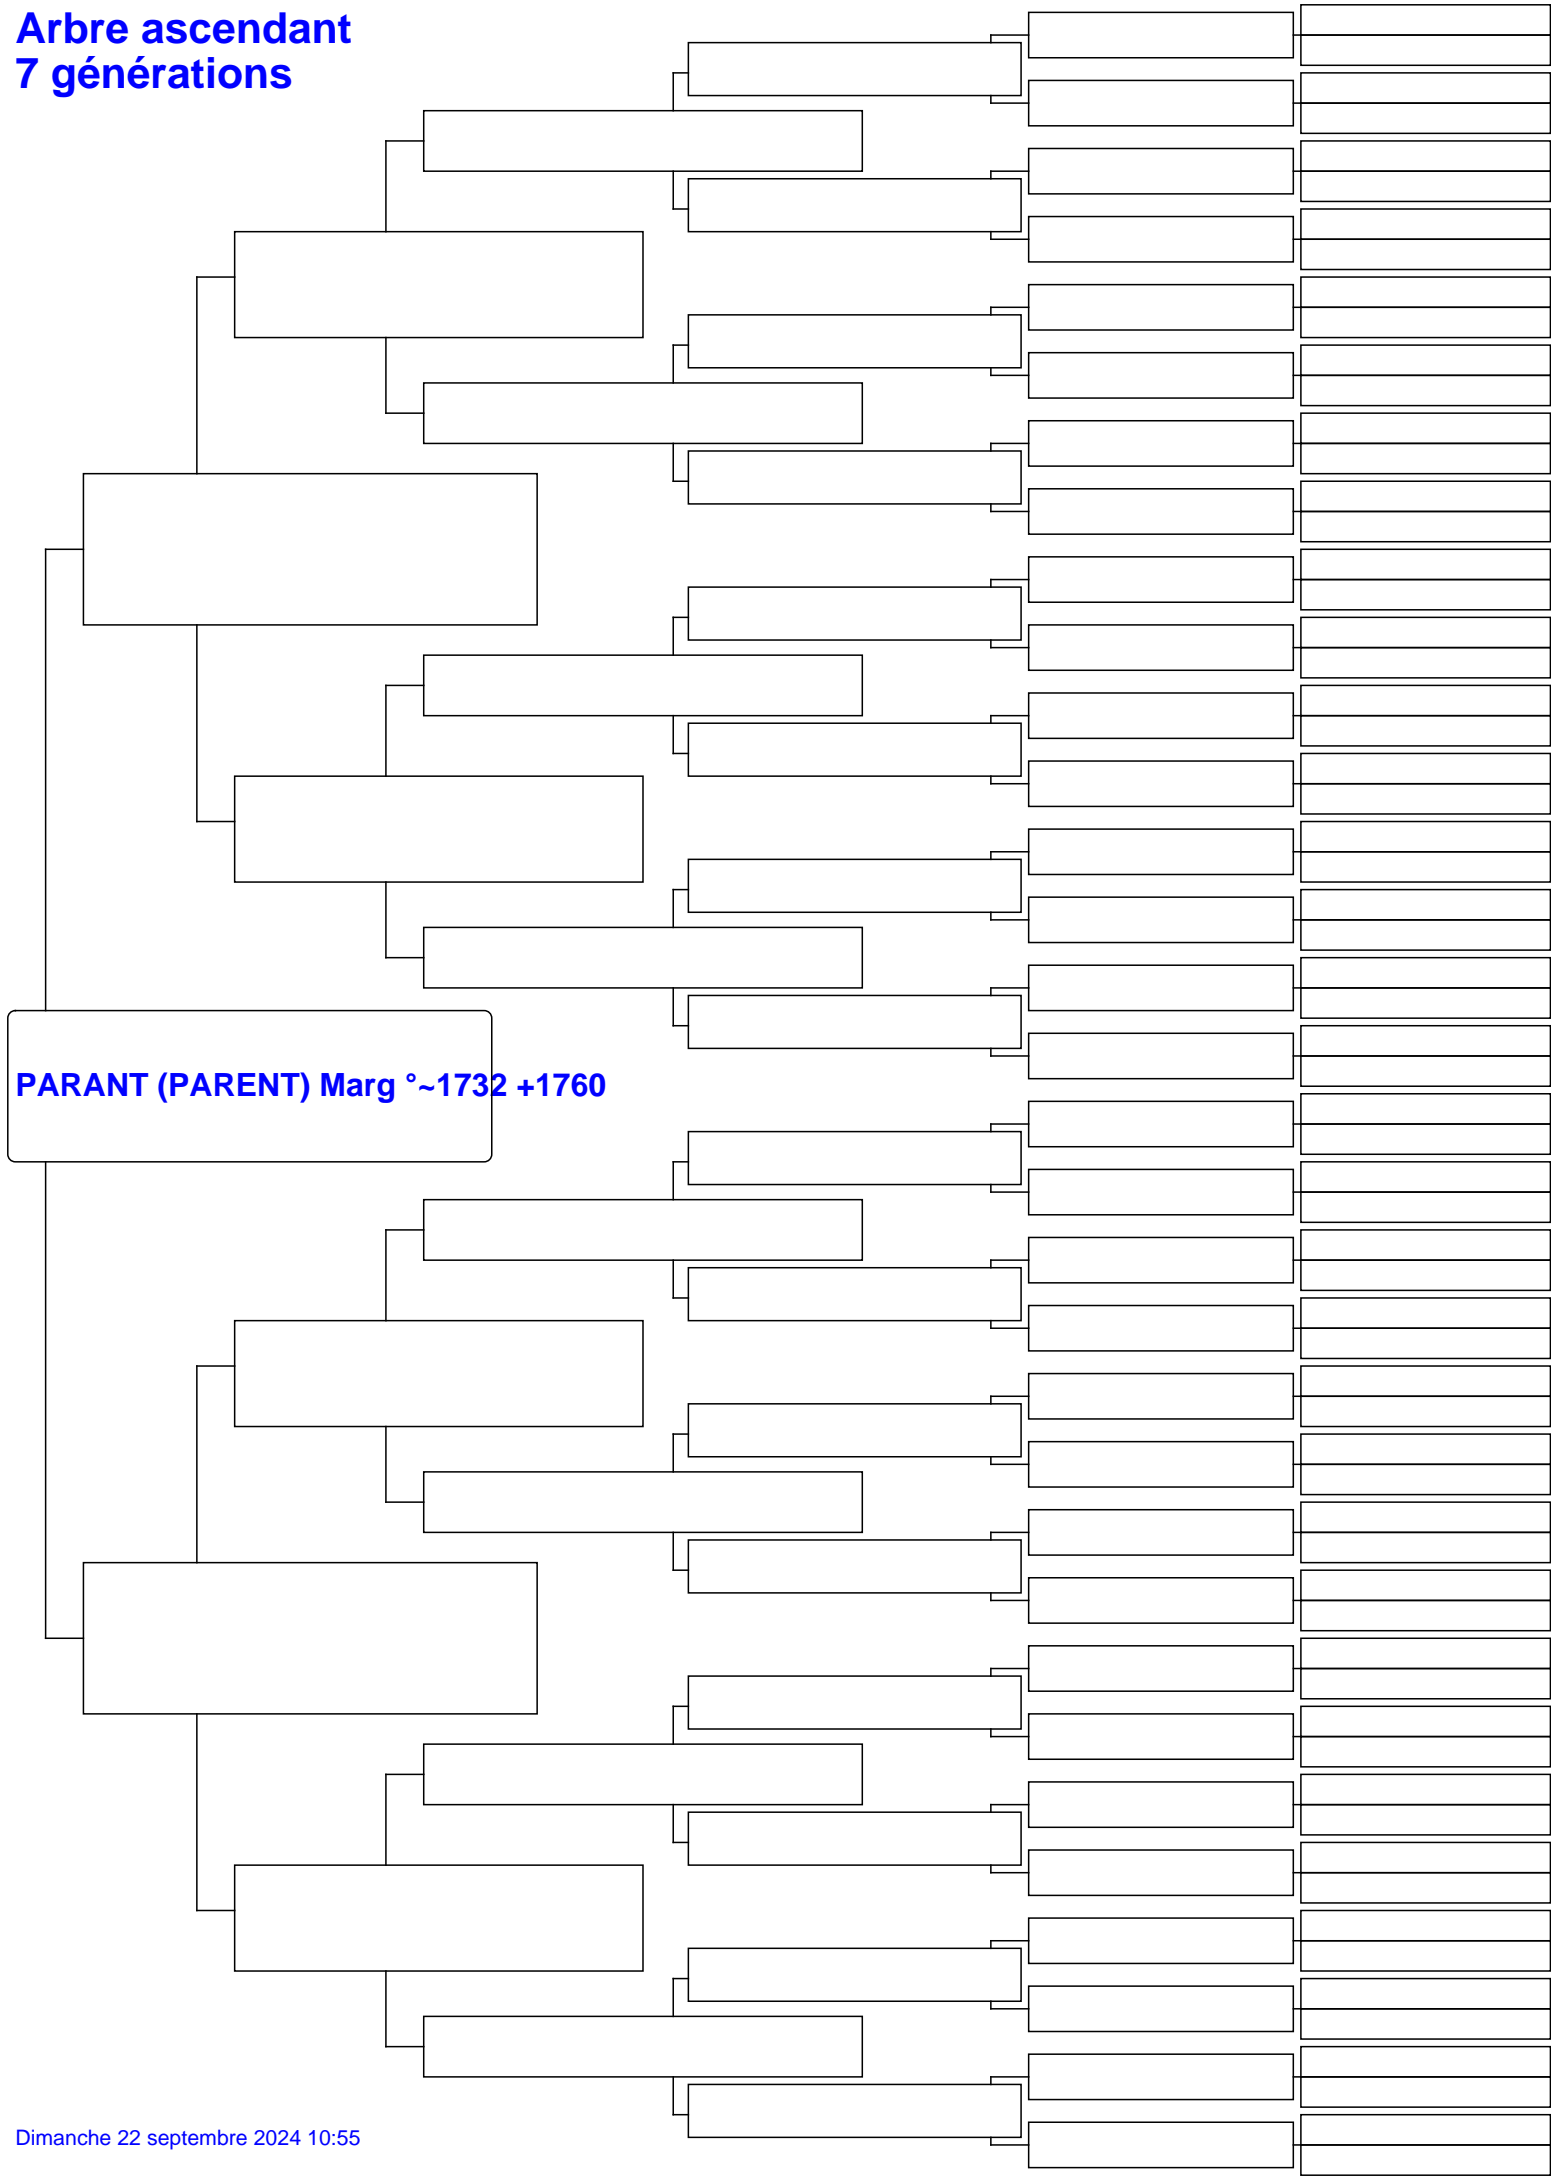 Arbre ascendant
7 générations
PARANT (PARENT) Marg °~1732 +1760
Dimanche 22 septembre 2024 10:55